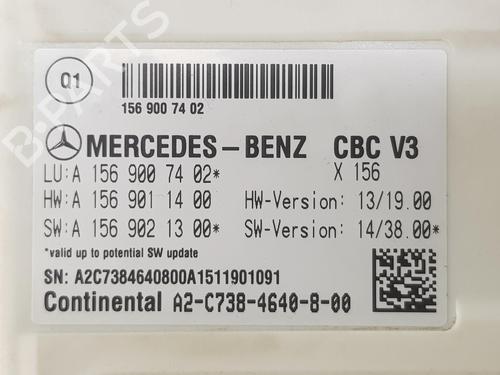 B-PARTS
Q1
156 900 74 02
MERCEDES-BENZ CBC V3
LU:A 156 900 74 02* X 156
HW:A 156 901 14 00 HW-Version: 13/19.00
SW:A 156 902 13 00* SW-Version: 14/38.00*
*valid up to potential SW update
SN: A2C7384640800A1511901091
Continental A2-C738-4640-8-00